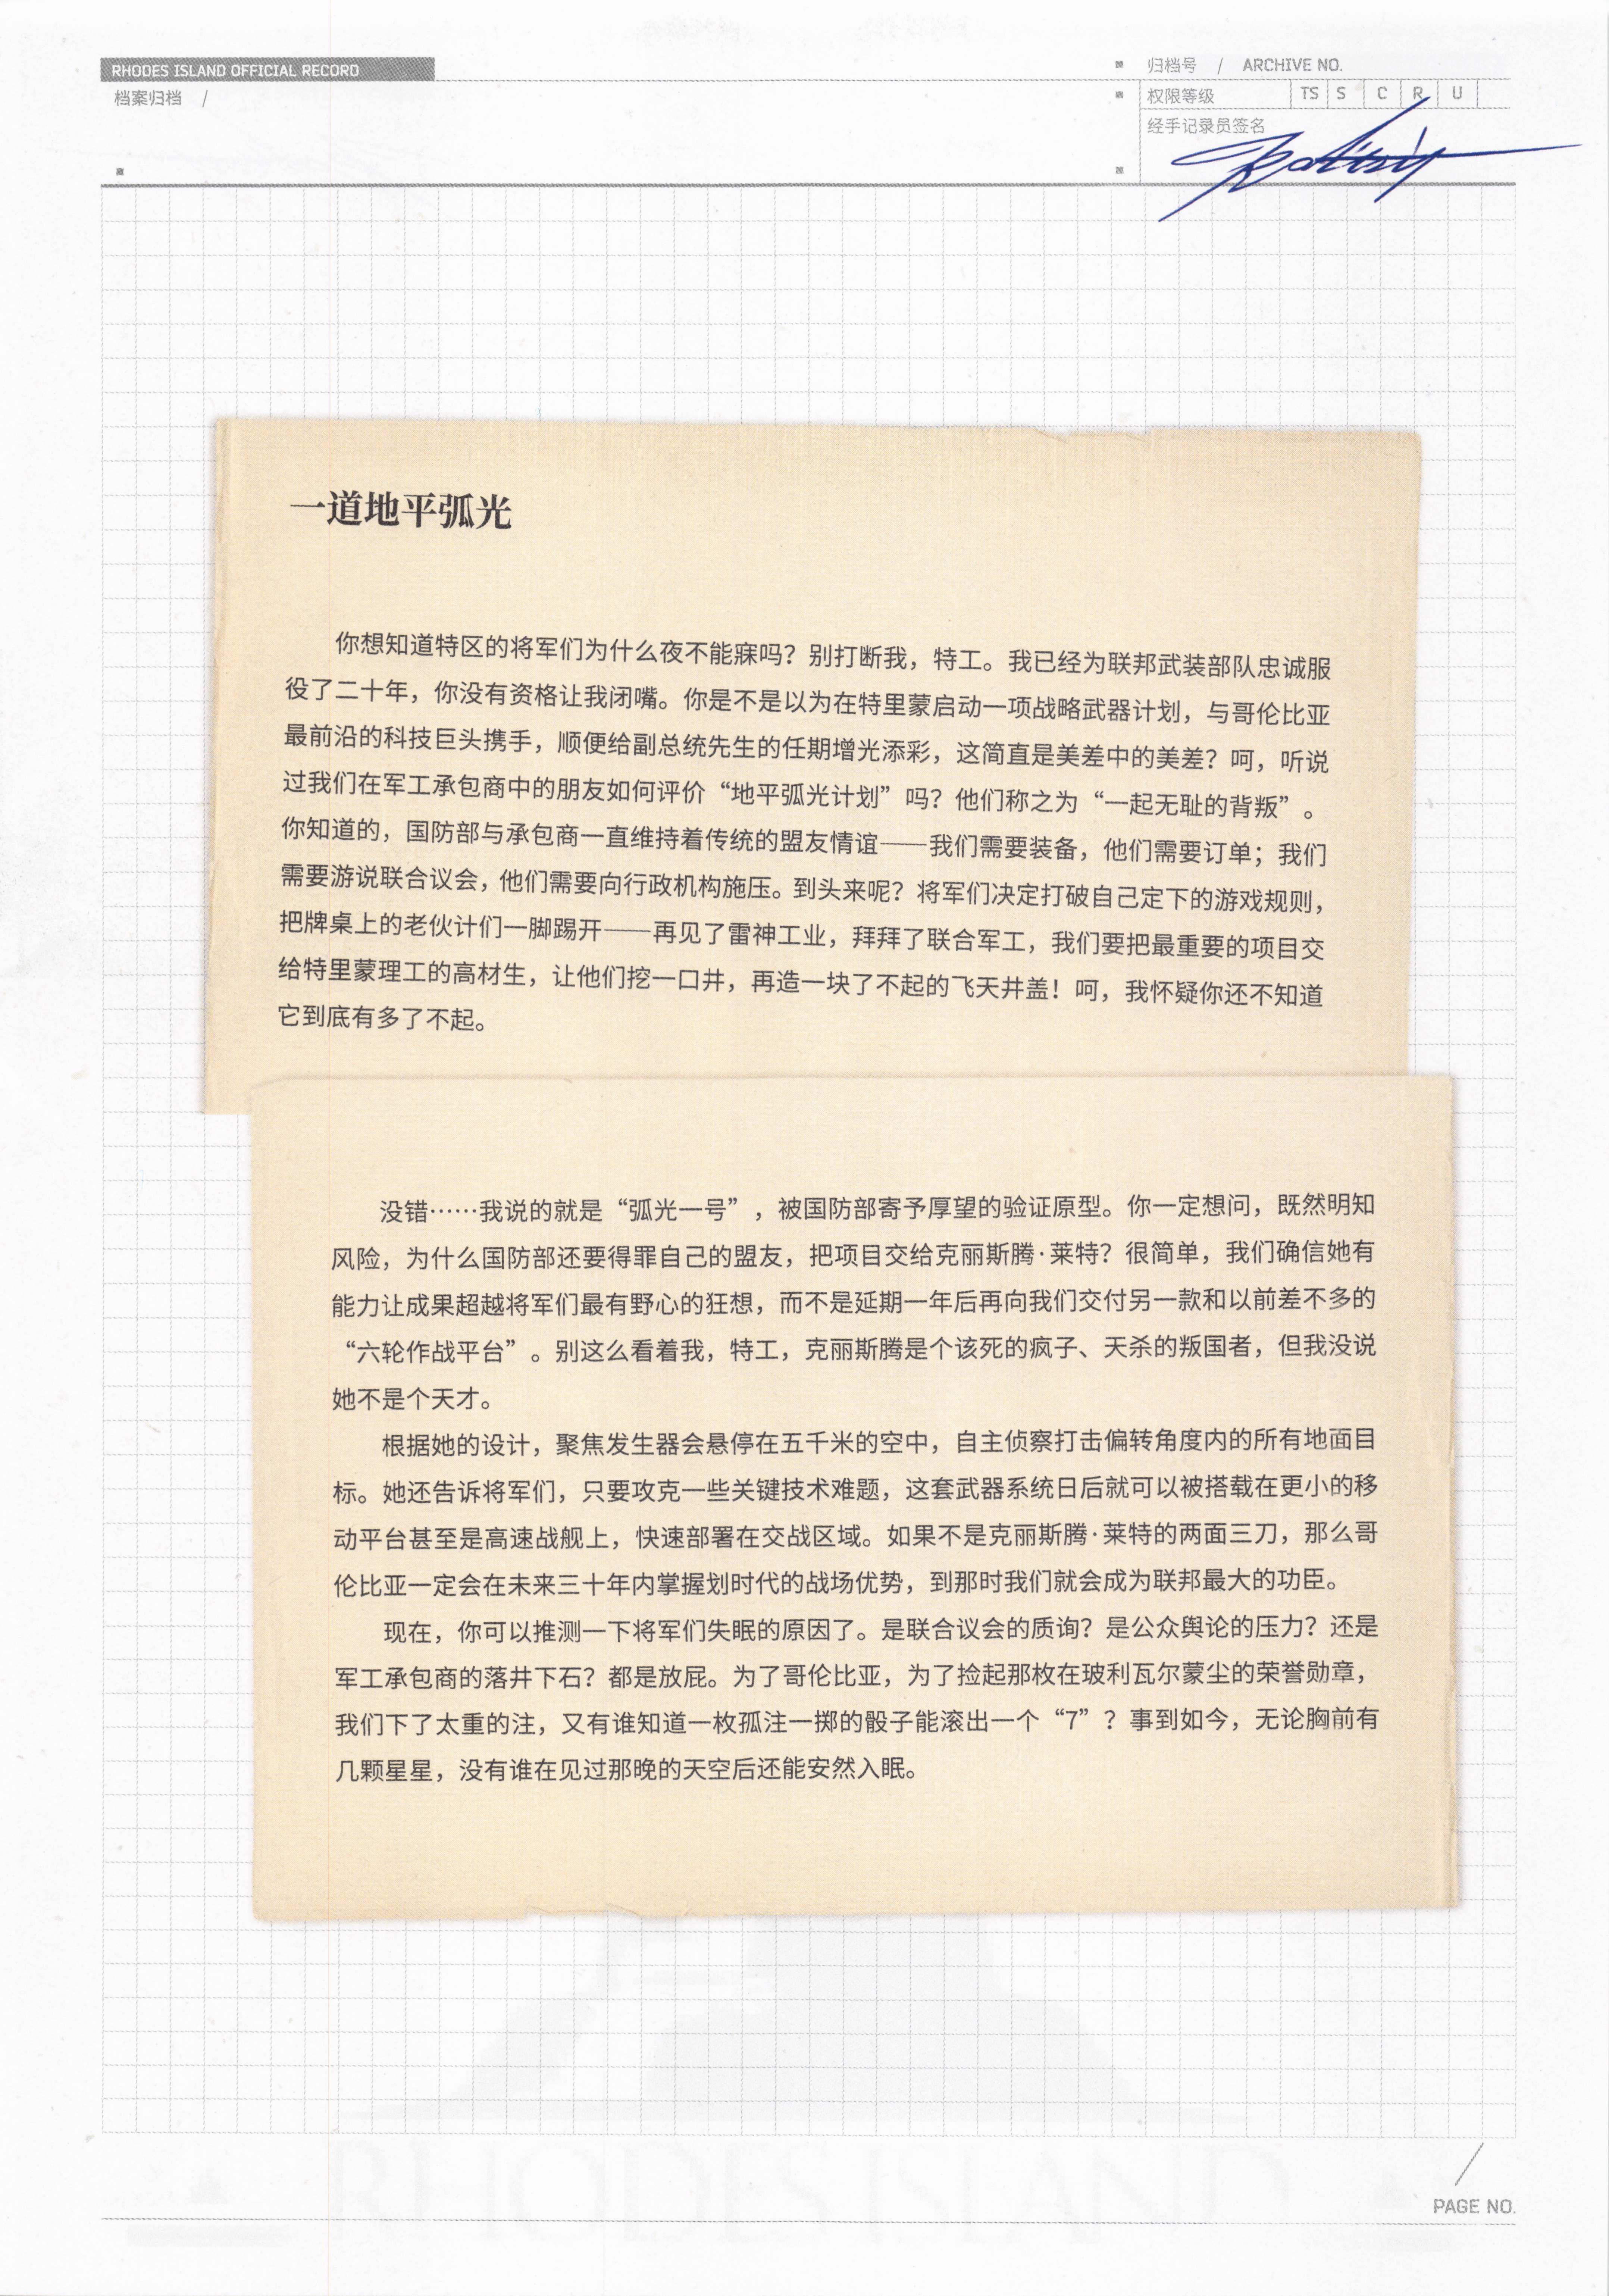 RHODES ISLAND OFFICIAL RECORD
档案归档 /
归档号 / ARCHIVE NO.
权限等级 TS S C R U
经手记录员签名
一道地平弧光
你想知道特区的将军们为什么夜不能寐吗？别打断我，特工。我已经为联邦武装部队忠诚服
役了二十年，你没有资格让我闭嘴。你是不是以为在特里蒙启动一项战略武器计划，与哥伦比亚
最前沿的科技巨头携手，顺便给副总统先生的任期增光添彩，这简直是美差中的美差？呵，听说
过我们在军工承包商中的朋友如何评价“地平弧光计划”吗？他们称之为“一起无耻的背叛”。
你知道的，国防部与承包商一直维持着传统的盟友情谊——我们需要装备，他们需要订单；我们
需要游说联合议会，他们需要向行政机构施压。到头来呢？将军们决定打破自己定下的游戏规则，
把牌桌上的老伙计们一脚踢开——再见了雷神工业，拜拜了联合军工，我们要把最重要的项目交
给特里蒙理工的高材生，让他们挖一口井，再造一块了不起的飞天井盖！呵，我怀疑你还不知道
它到底有多了不起。
没错……我说的就是“弧光一号”，被国防部寄予厚望的验证原型。你一定想问，既然明知
风险，为什么国防部还要得罪自己的盟友，把项目交给克丽斯腾·莱特？很简单，我们确信她有
能力让成果超越将军们最有野心的狂想，而不是延期一年后再向我们交付另一款和以前差不多的
“六轮作战平台”。别这么看着我，特工，克丽斯腾是个该死的疯子、天杀的叛国者，但我没说
她不是个天才。
根据她的设计，聚焦发生器会悬停在五千米的空中，自主侦察打击偏转角度内的所有地面目
标。她还告诉将军们，只要攻克一些关键技术难题，这套武器系统日后就可以被搭载在更小的移
动平台甚至是高速战舰上，快速部署在交战区域。如果不是克丽斯腾·莱特的两面三刀，那么哥
伦比亚一定会在未来三十年内掌握划时代的战场优势，到那时我们就会成为联邦最大的功臣。
现在，你可以推测一下将军们失眠的原因了。是联合议会的质询？是公众舆论的压力？还是
军工承包商的落井下石？都是放屁。为了哥伦比亚，为了捡起那枚在玻利瓦尔蒙尘的荣誉勋章，
我们下了太重的注，又有谁知道一枚孤注一掷的骰子能滚出一个“7”？事到如今，无论胸前有
几颗星星，没有谁在见过那晚的天空后还能安然入眠。
RHODES ISLAND
PAGE NO.